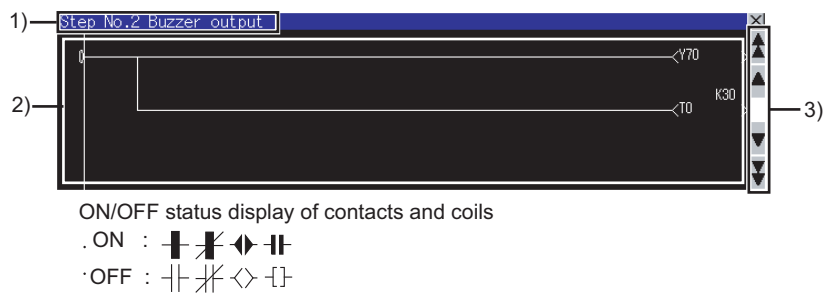 1)
Step No.2 Buzzer output
0
Y70
2)
K30
3)
T0
ON/OFF status display of contacts and coils
. ON :
·OFF :